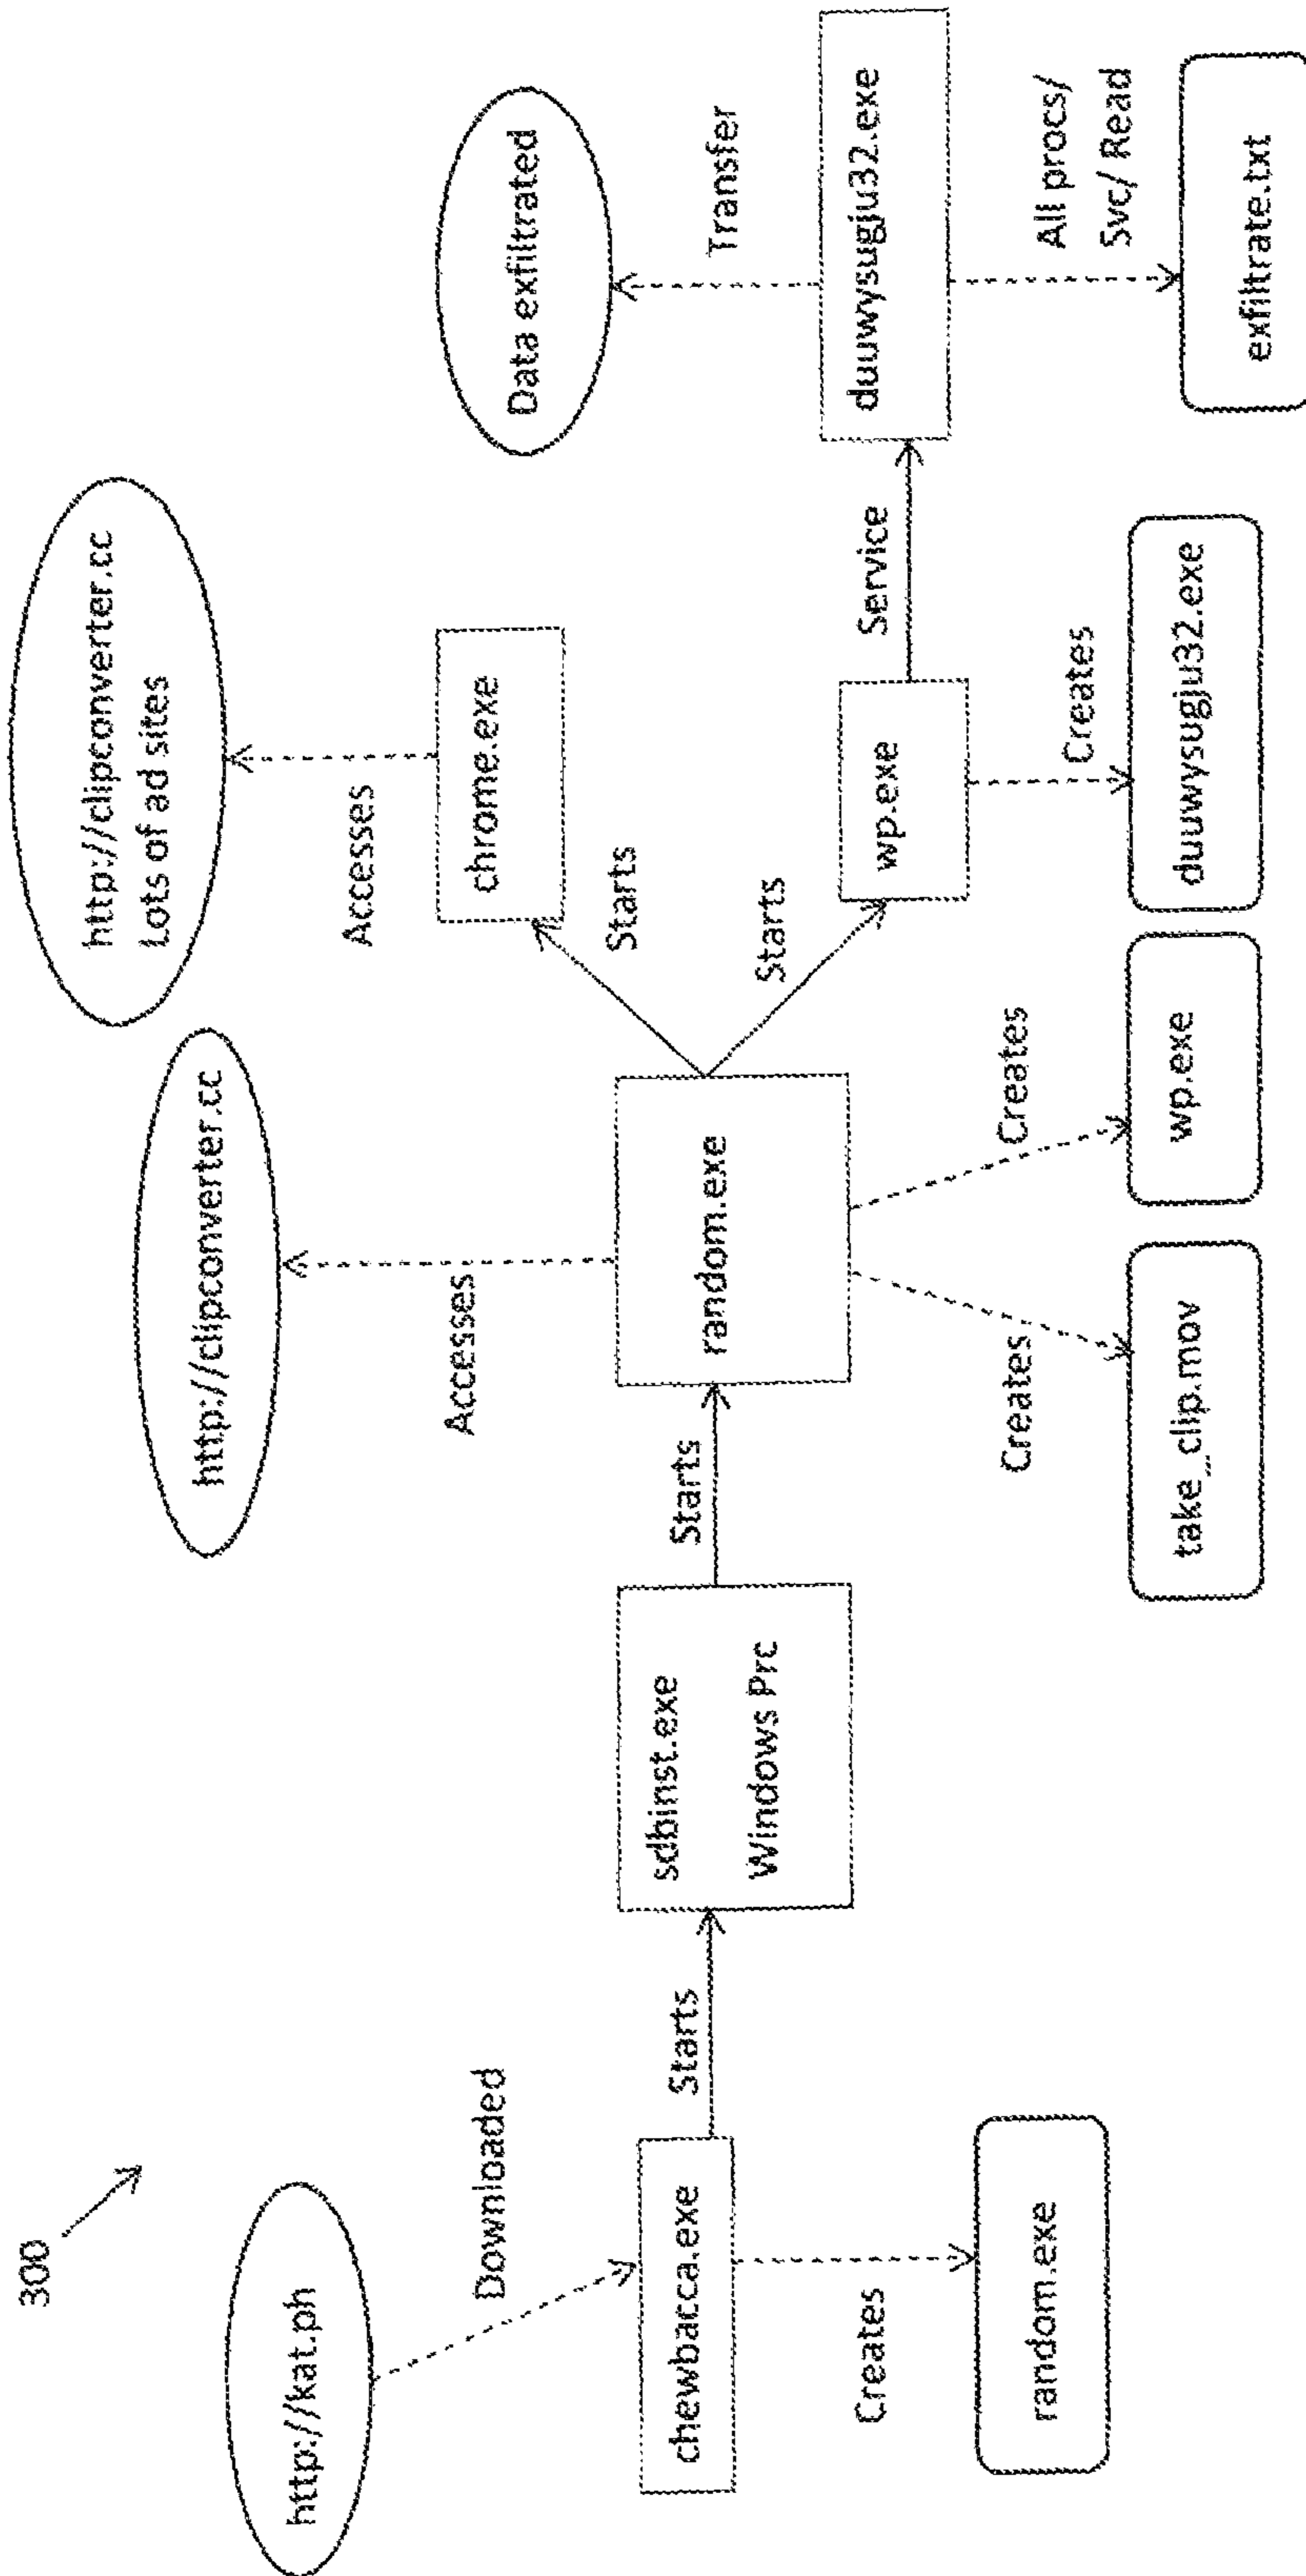 300
http://kat.ph
Downloaded
chewbacca.exe
Creates
random.exe
Starts
sdbinst.exe
Windows Prc
Starts
http://clipconverter.cc
Accesses
random.exe
Creates
take_clip.mov
Creates
wp.exe
Starts
Starts
http://clipconverter.cc
Lots of ad sites
Accesses
chrome.exe
wp.exe
Creates
duuwysugju32.exe
Service
Data exfiltrated
Transfer
duuwysugju32.exe
All procs/
Svc/ Read
exfiltrate.txt